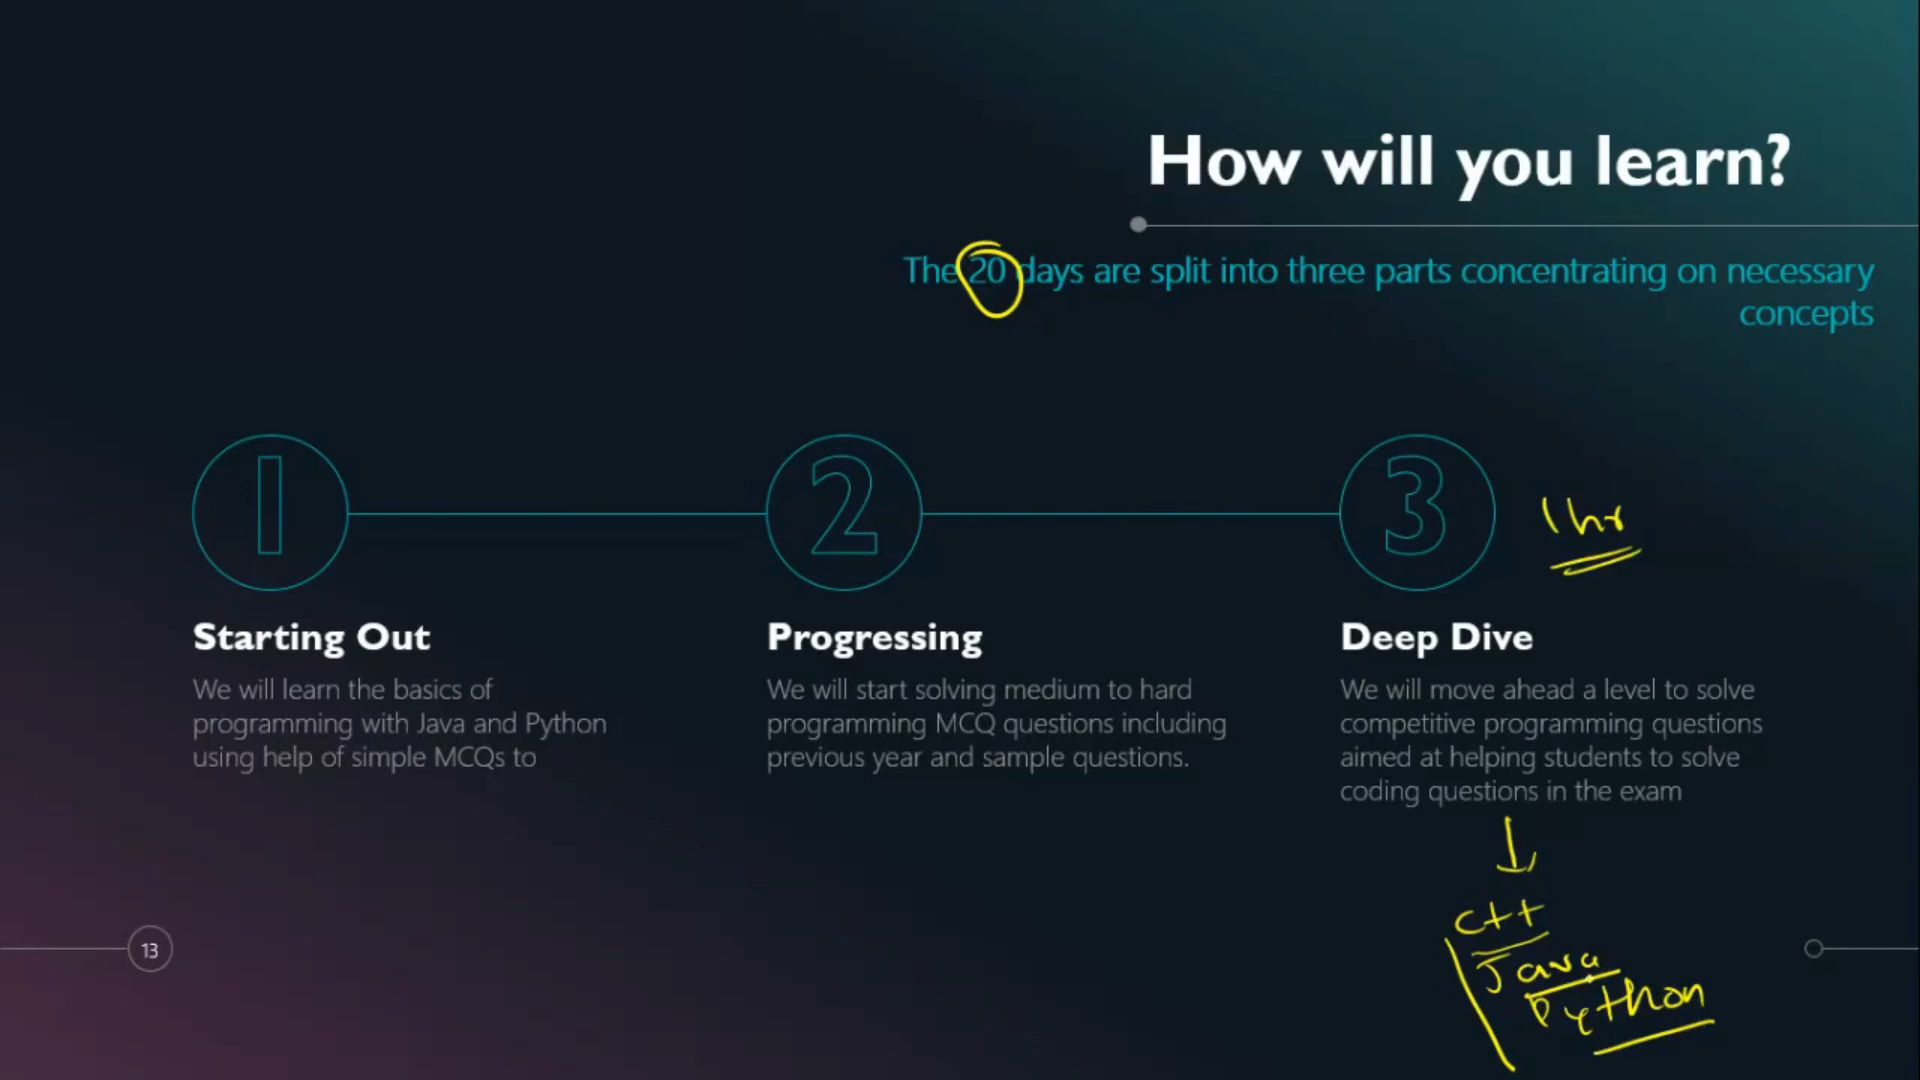 How will you learn?
The 20 days are split into three parts concentrating on necessary
concepts
1
2
3
1 hr
Starting Out
We will learn the basics of
programming with Java and Python
using help of simple MCQs to
Progressing
We will start solving medium to hard
programming MCQ questions including
previous year and sample questions.
Deep Dive
We will move ahead a level to solve
competitive programming questions
aimed at helping students to solve
coding questions in the exam
C++
Java
Python
13